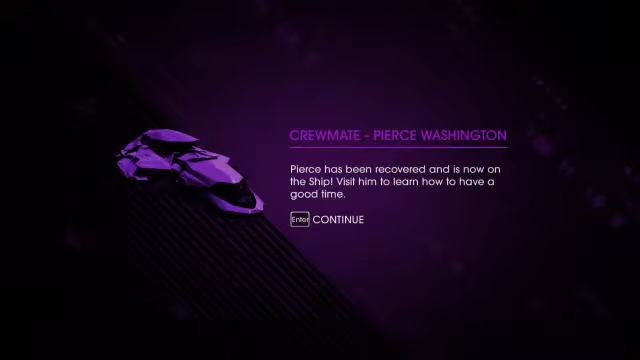 CREWMATE - PIERCE WASHINGTON
Pierce has been recovered and is now on
the Ship! Visit him to learn how to have a
good time.
Enter CONTINUE